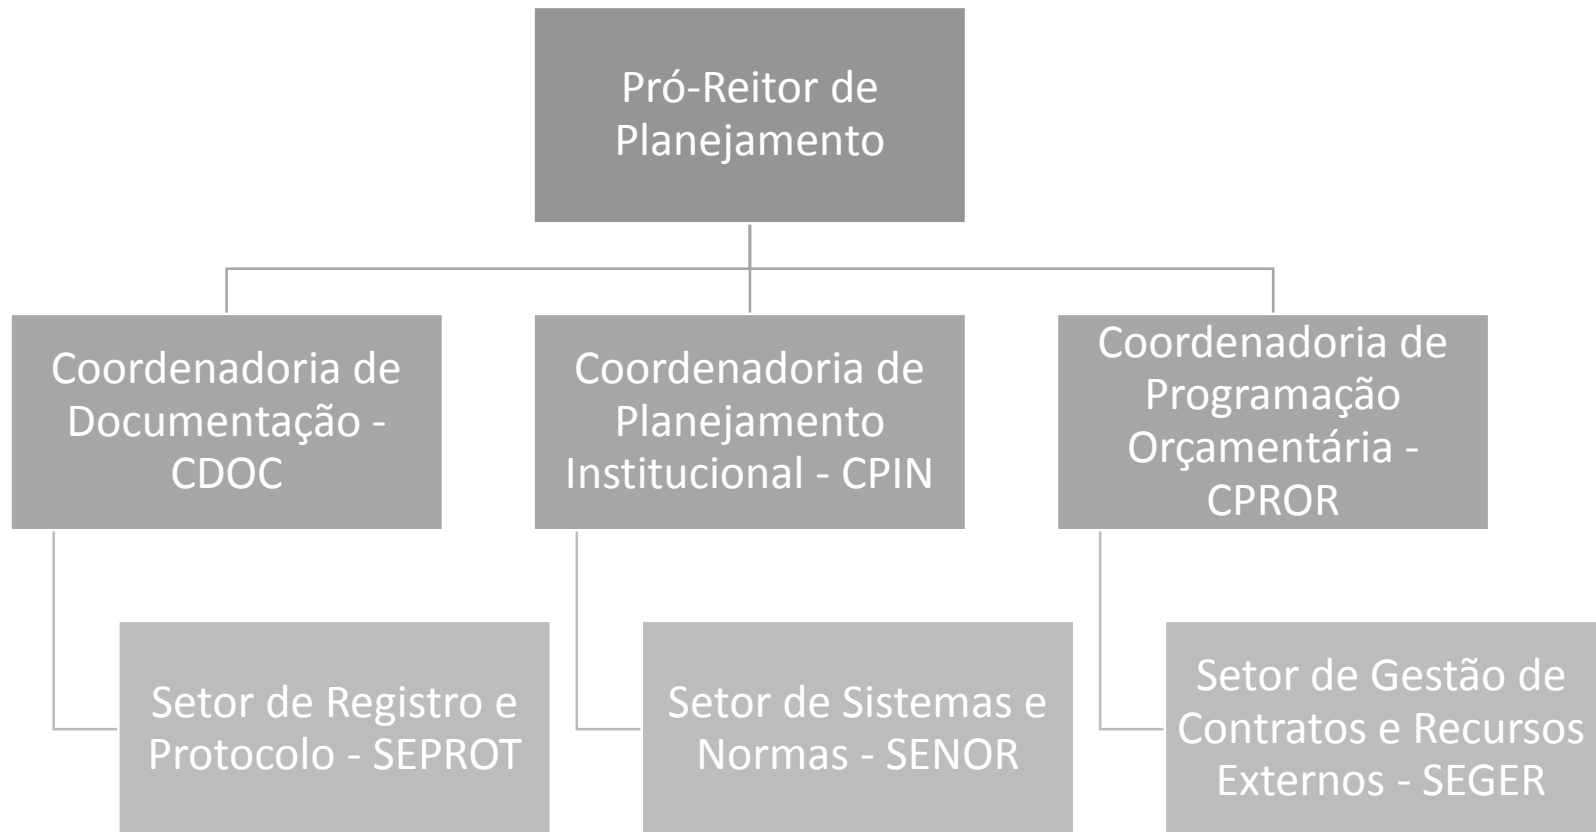 Pró-Reitor de
Planejamento
Coordenadoria de
Documentação -
CDOC
Coordenadoria de
Planejamento
Institucional - CPIN
Coordenadoria de
Programação
Orçamentária -
CPROR
Setor de Registro e
Protocolo - SEPROT
Setor de Sistemas e
Normas - SENOR
Setor de Gestão de
Contratos e Recursos
Externos - SEGER